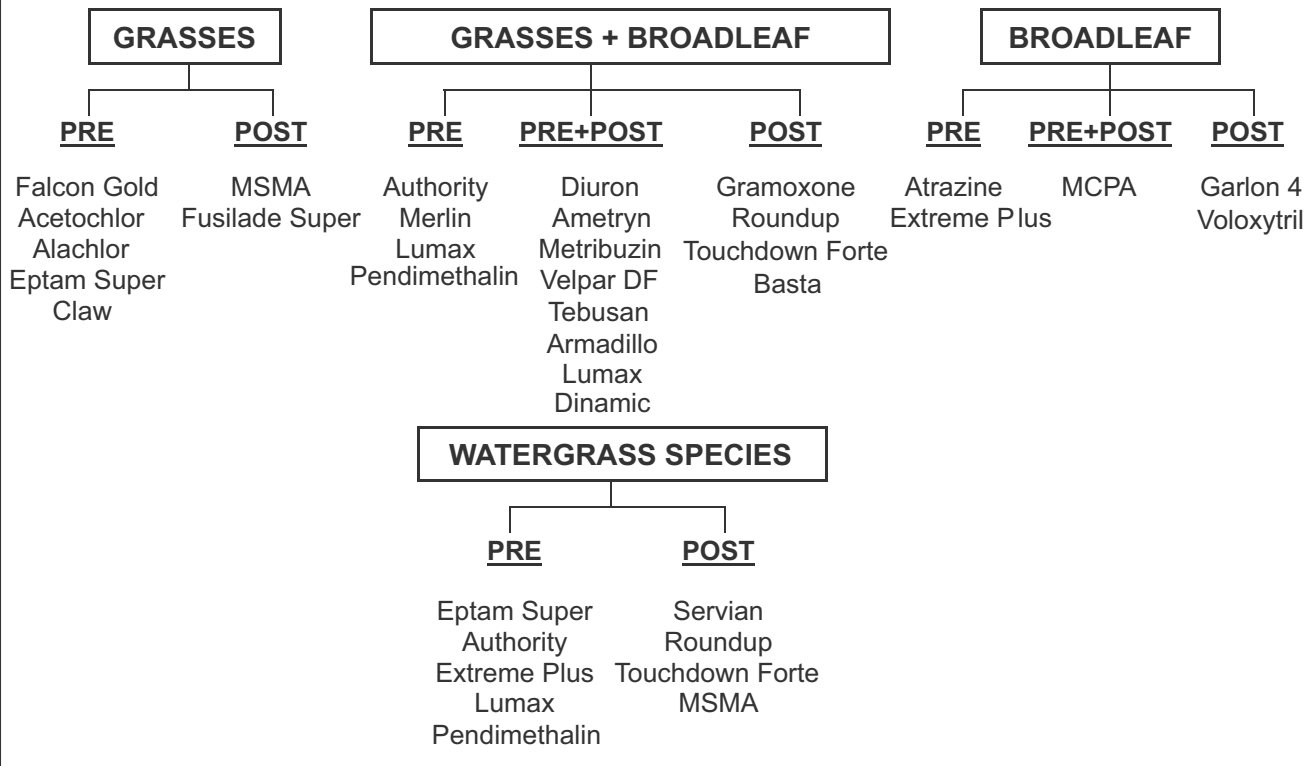 GRASSES
PRE
Falcon Gold
Acetochlor
Alachlor
Eptam Super
Claw
POST
MSMA
Fusilade Super
GRASSES + BROADLEAF
PRE
Authority
Merlin
Lumax
Pendimethalin
PRE+POST
Diuron
Ametryn
Metribuzin
Velpar DF
Tebusan
Armadillo
Lumax
Dinamic
POST
Gramoxone
Roundup
Touchdown Forte
Basta
BROADLEAF
PRE
Atrazine
Extreme Plus
PRE+POST
MCPA
POST
Garlon 4
Voloxytril
WATERGRASS SPECIES
PRE
Eptam Super
Authority
Extreme Plus
Lumax
Pendimethalin
POST
Servian
Roundup
Touchdown Forte
MSMA